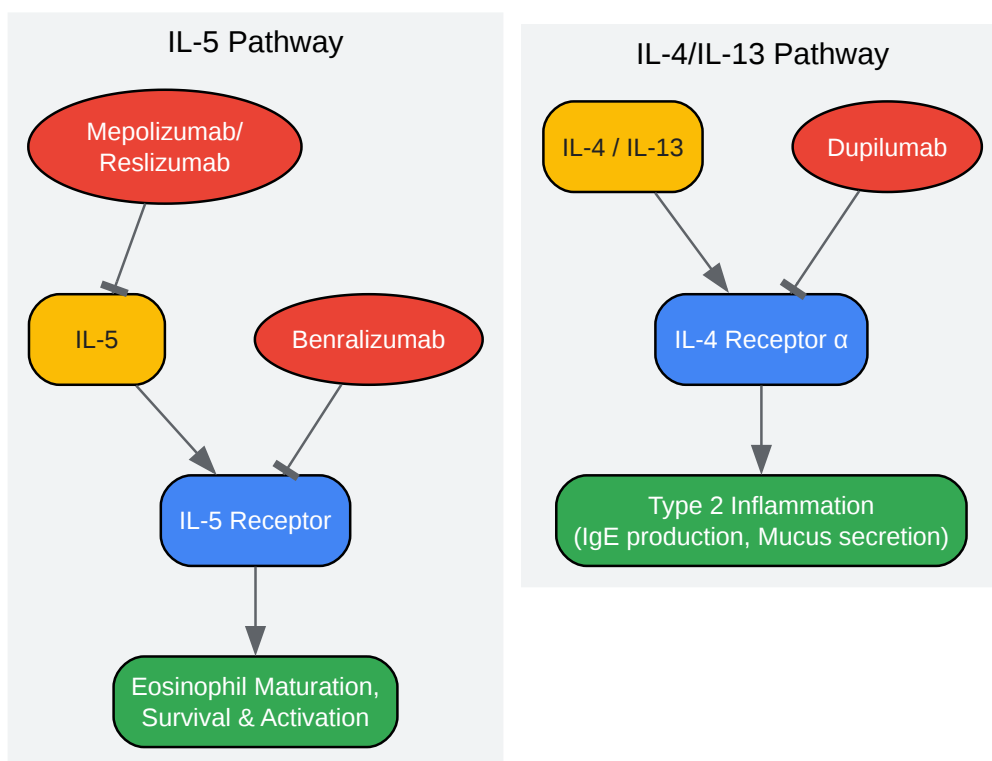 IL-5 Pathway
Mepolizumab/
Reslizumab
IL-5
Benralizumab
IL-5 Receptor
Eosinophil Maturation,
Survival & Activation
IL-4/IL-13 Pathway
IL-4 / IL-13
Dupilumab
IL-4 Receptor α
Type 2 Inflammation
(IgE production, Mucus secretion)